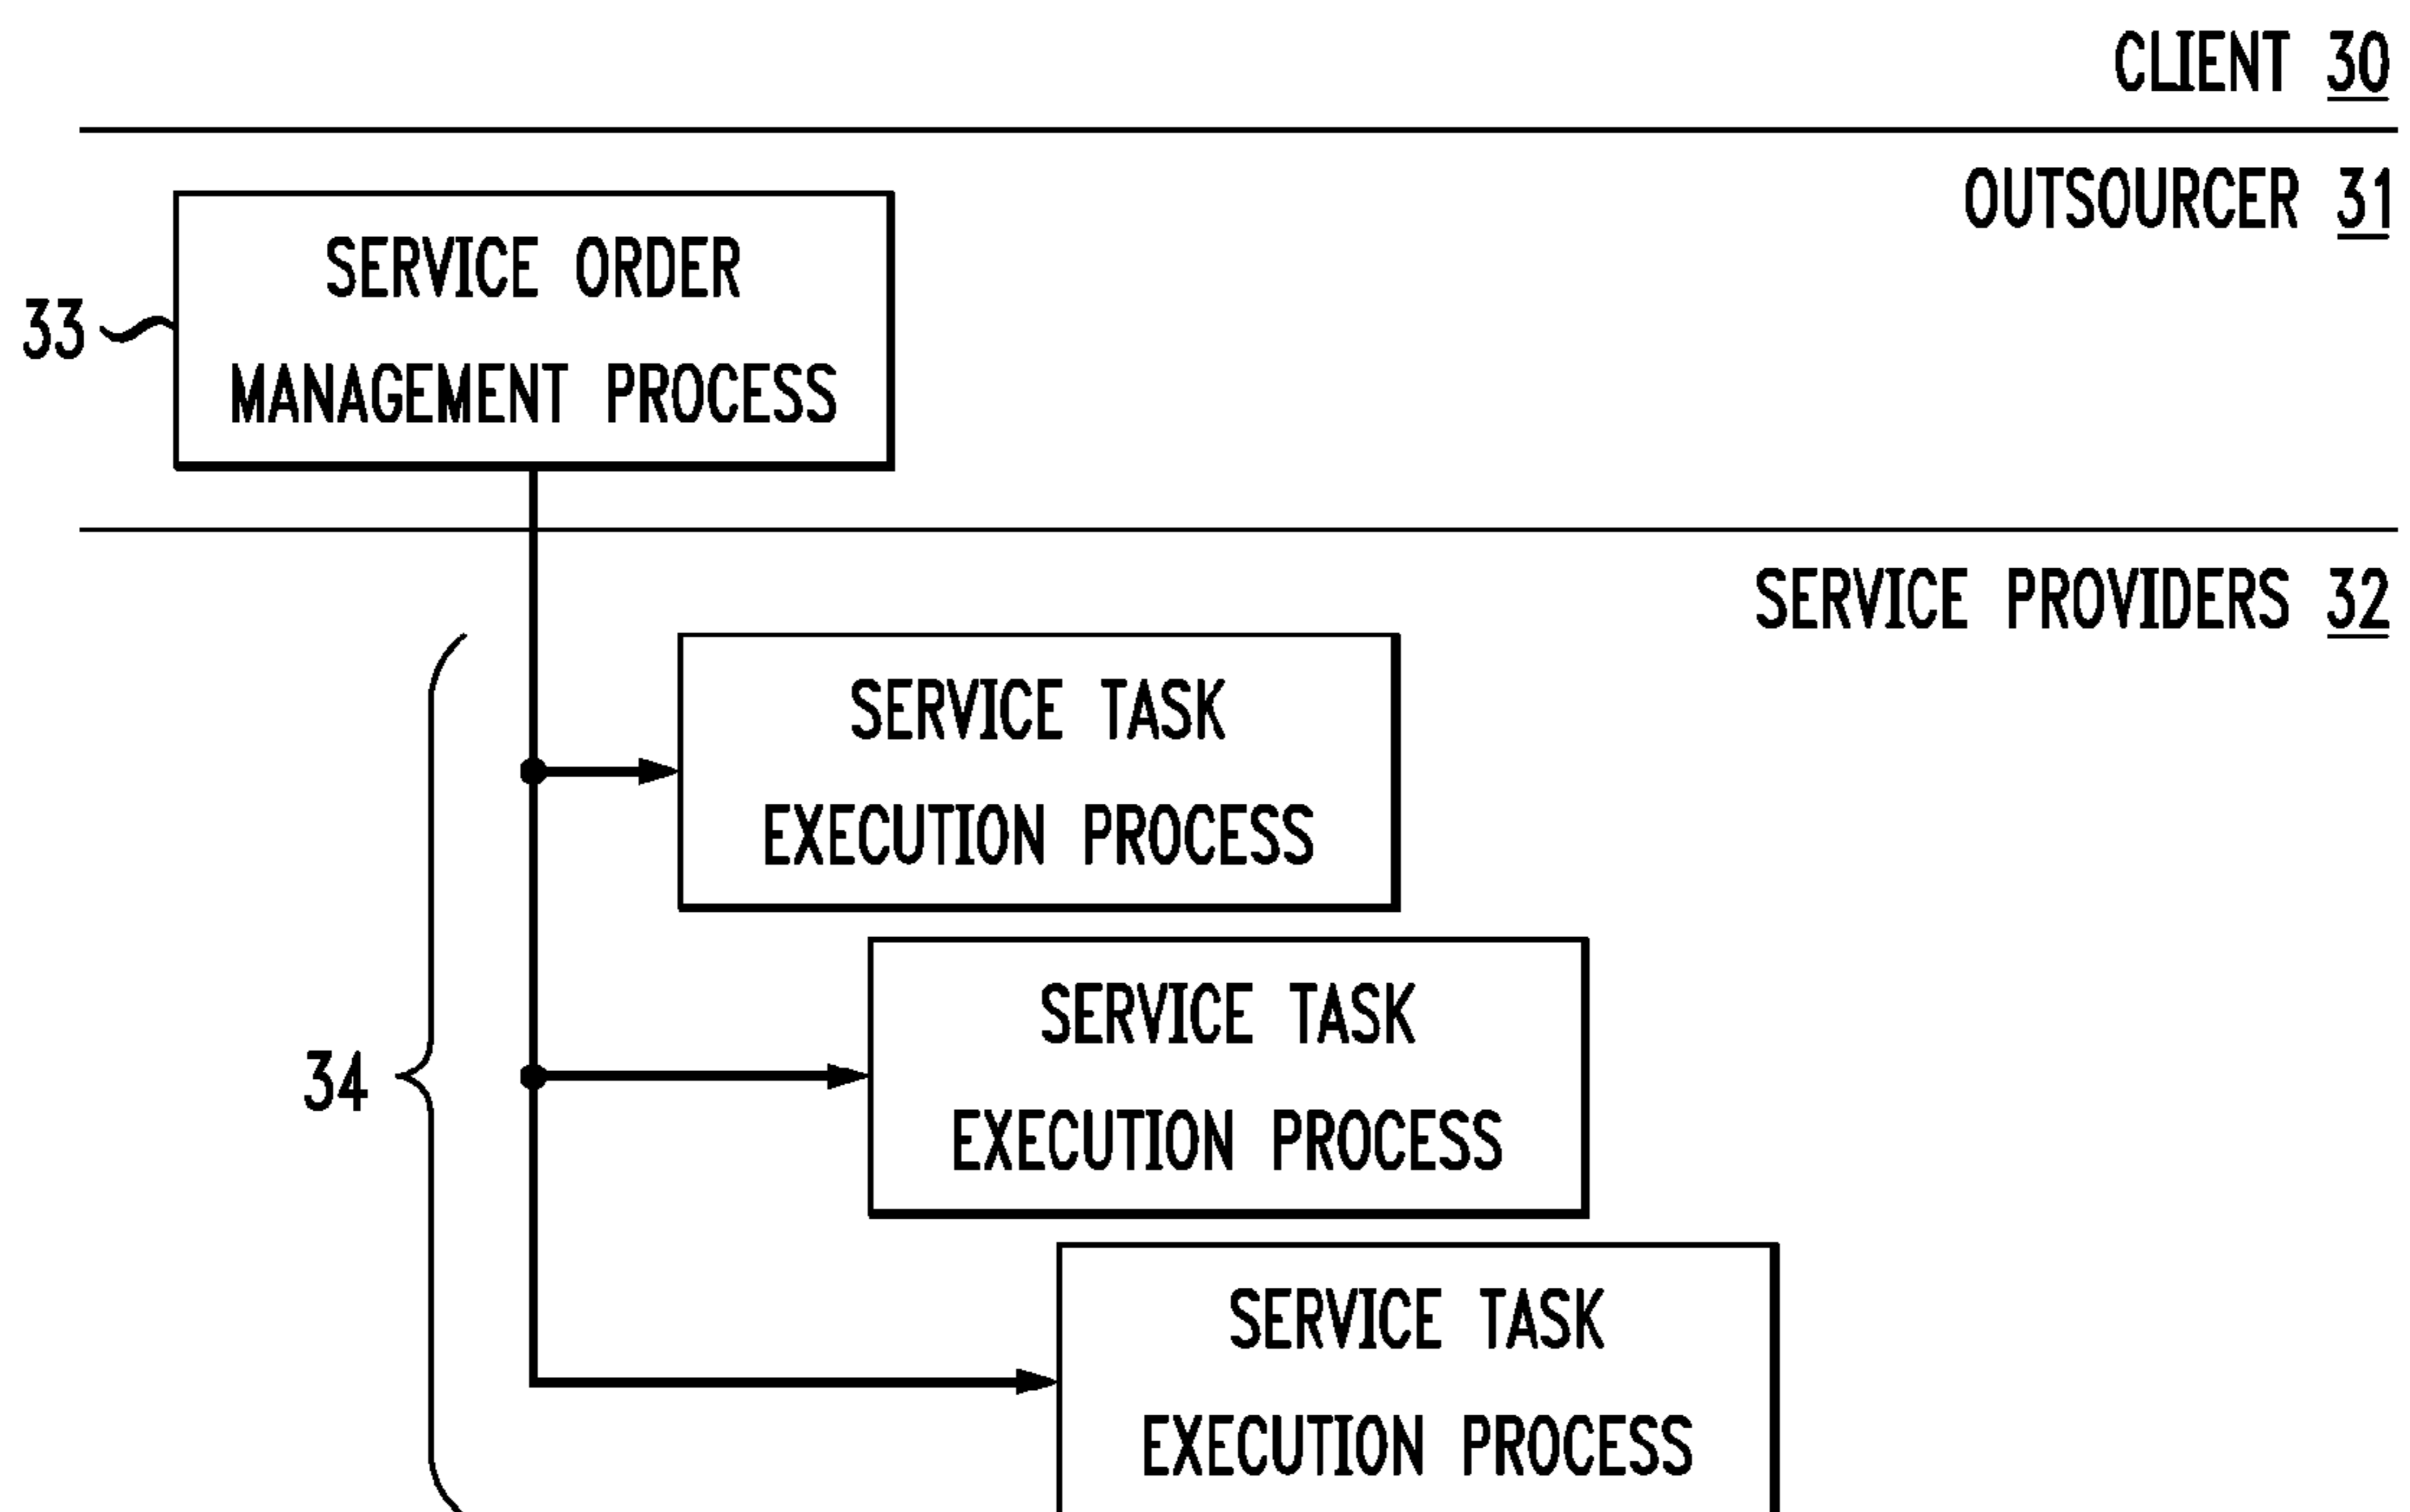 CLIENT 30
OUTSOURCER 31
SERVICE ORDER
33
MANAGEMENT PROCESS
SERVICE PROVIDERS 32
SERVICE TASK
EXECUTION PROCESS
SERVICE TASK
34
EXECUTION PROCESS
SERVICE TASK
EXECUTION PROCESS